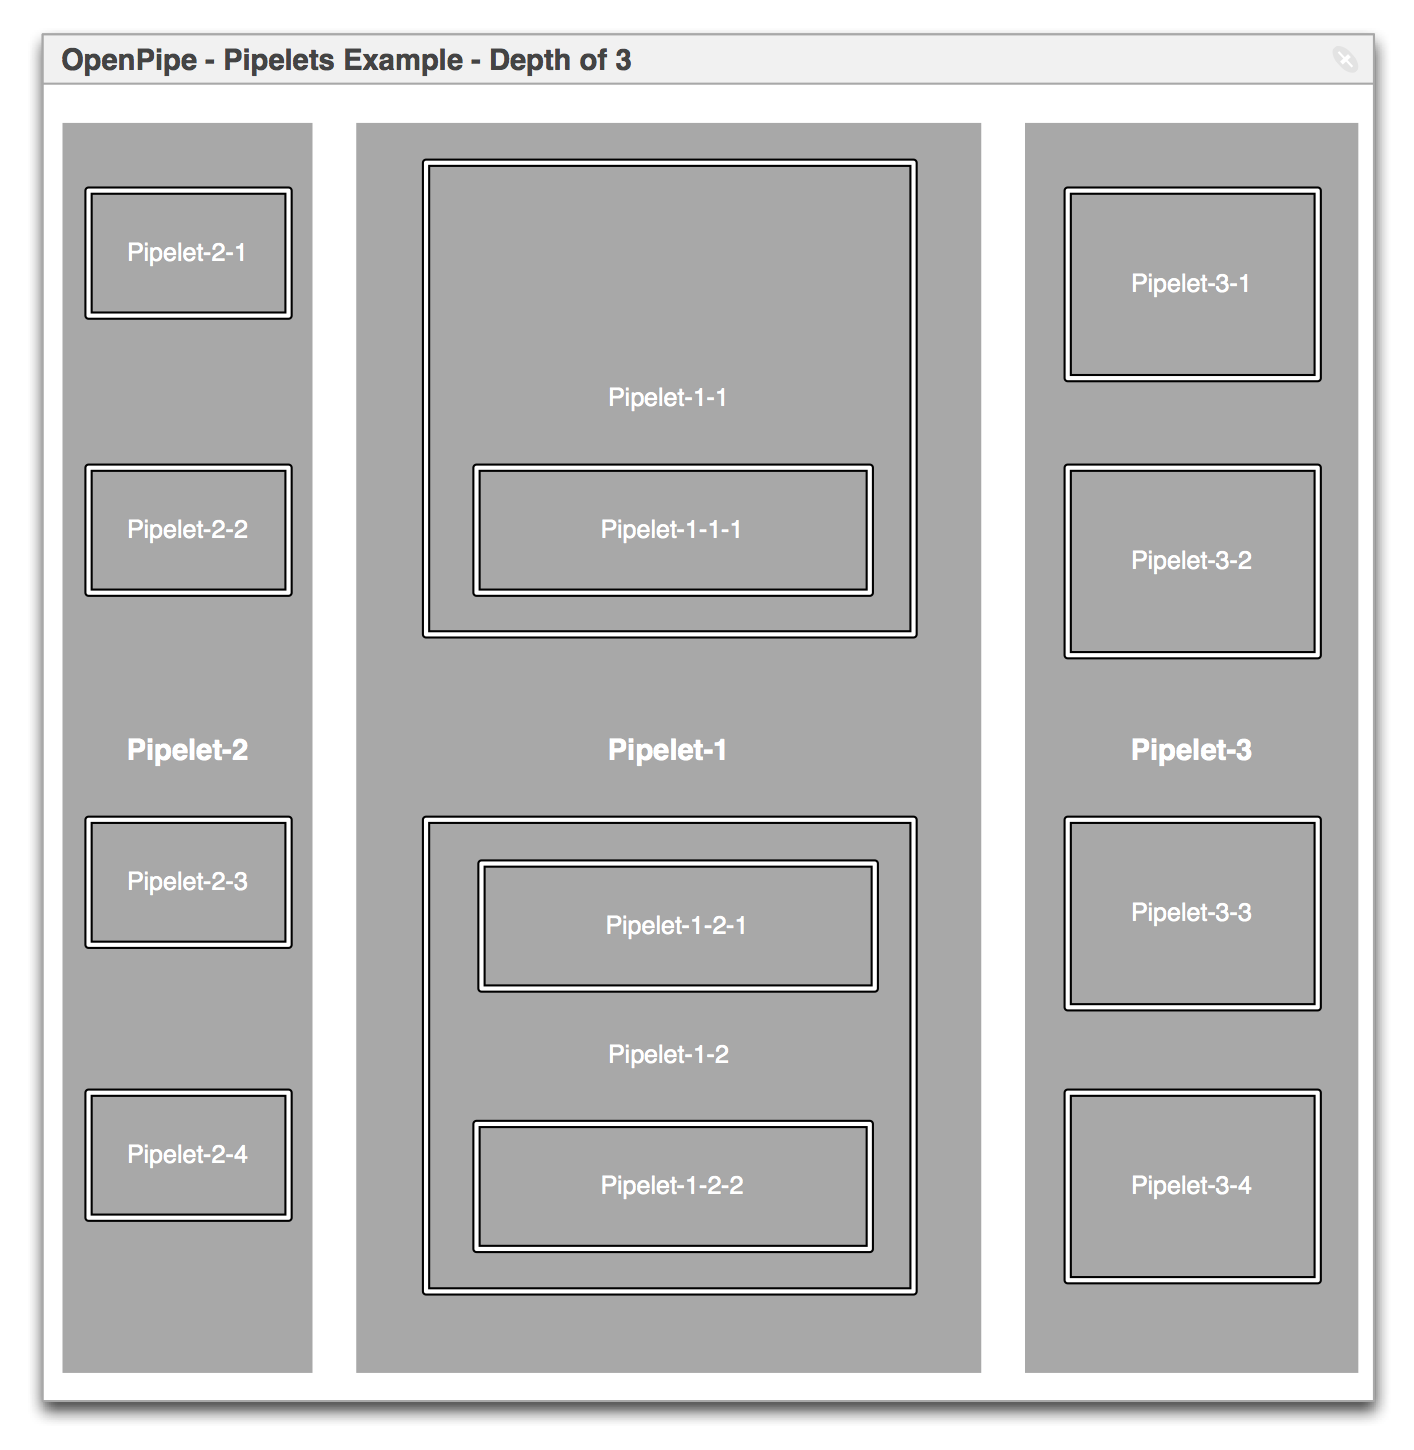 OpenPipe - Pipelets Example - Depth of 3
Pipelet-2-1
Pipelet-2-2
Pipelet-2
Pipelet-2-3
Pipelet-2-4
Pipelet-1-1
Pipelet-1-1-1
Pipelet-1
Pipelet-1-2-1
Pipelet-1-2
Pipelet-1-2-2
Pipelet-3-1
Pipelet-3-2
Pipelet-3
Pipelet-3-3
Pipelet-3-4